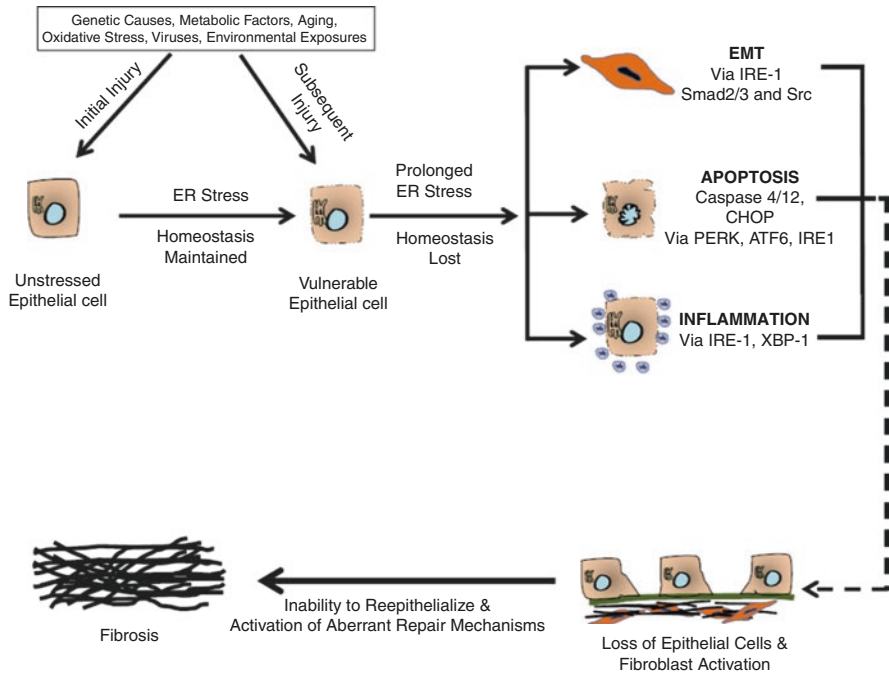 Genetic Causes, Metabolic Factors, Aging,
Oxidative Stress, Viruses, Environmental Exposures
Initial Injury
Subsequent
Injury
ER Stress
Homeostasis
Maintained
Prolonged
ER Stress
Homeostasis
Lost
Unstressed
Epithelial cell
Vulnerable
Epithelial cell
EMT
Via IRE-1
Smad2/3 and Src
APOPTOSIS
Caspase 4/12,
CHOP
Via PERK, ATF6, IRE1
INFLAMMATION
Via IRE-1, XBP-1
Loss of Epithelial Cells &
Fibroblast Activation
Inability to Reepithelialize &
Activation of Aberrant Repair Mechanisms
Fibrosis